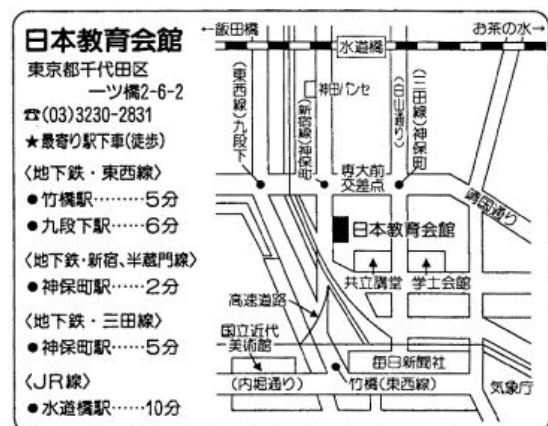 日本教育会館
東京都千代田区
一ツ橋2-6-2
☎(03)3230-2831
★最寄り駅下車(徒歩)
〈地下鉄・東西線〉
●竹橋駅………5分
●九段下駅……6分
〈地下鉄・新宿、半蔵門線〉
●神保町駅……2分
〈地下鉄・三田線〉
●神保町駅……5分
〈JR線〉
●水道橋駅……10分
←飯田橋
水道橋
お茶の水→
(東西線)九段下
神田パンセ
(新宿線)神保町
(白山通り)
(三田線)神保町
専大前
交差点
靖国通り
日本教育会館
共立講堂
学士会館
高速道路
国立近代
美術館
毎日新聞社
(内堀通り)
竹橋(東西線)
気象庁